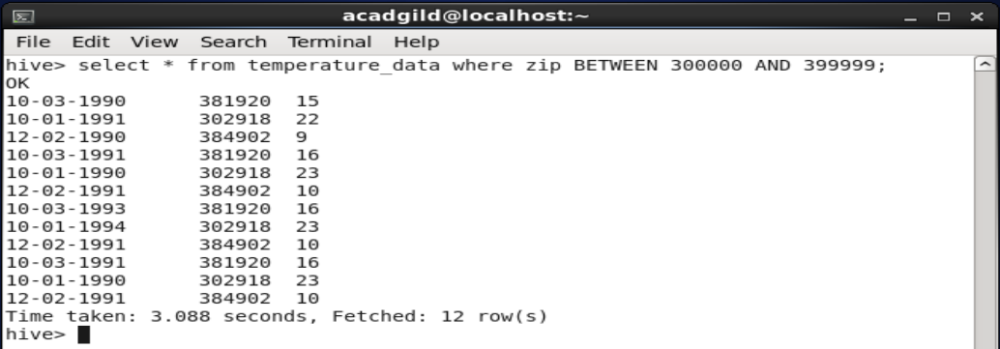 acadgild@localhost:~
File Edit View Search Terminal Help
hive> select * from temperature_data where zip BETWEEN 300000 AND 399999;
OK
10-03-1990 381920 15
10-01-1991 302918 22
12-02-1990 384902 9
10-03-1991 381920 16
10-01-1990 302918 23
12-02-1991 384902 10
10-03-1993 381920 16
10-01-1994 302918 23
12-02-1991 384902 10
10-03-1991 381920 16
10-01-1990 302918 23
12-02-1991 384902 10
Time taken: 3.088 seconds, Fetched: 12 row(s)
hive>